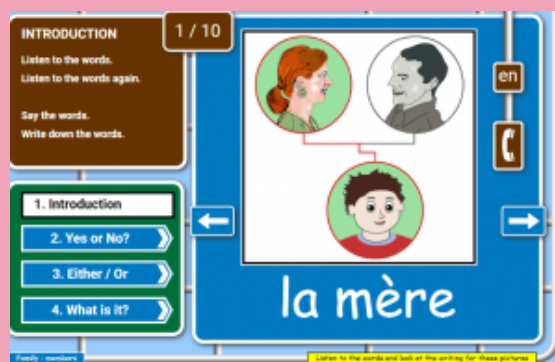 INTRODUCTION
Listen to the words.
Listen to the words again.
Say the words.
Write down the words.
1 / 10
en
1. Introduction
2. Yes or No?
3. Either / Or
4. What is it?
la mère
Family : members
Listen to the words and look at the writing for these pictures